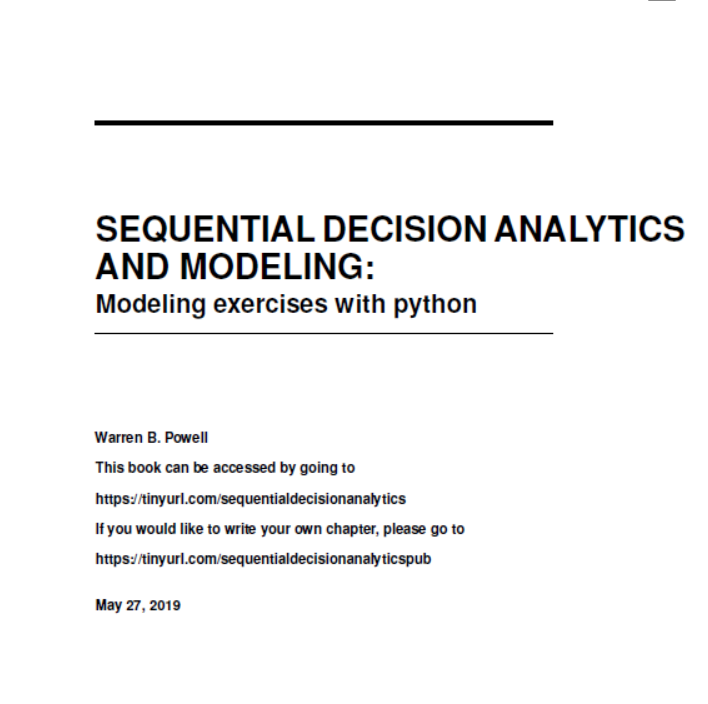 SEQUENTIAL DECISION ANALYTICS
AND MODELING:
Modeling exercises with python
Warren B. Powell
This book can be accessed by going to
https://tinyurl.com/sequentialdecisionanalytics
If you would like to write your own chapter, please go to
https://tinyurl.com/sequentialdecisionanalyticspub
May 27, 2019